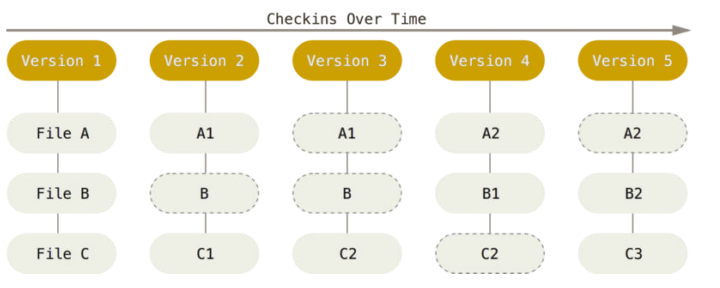 Checkins Over Time
Version 1 Version 2 Version 3 Version 4 Version 5
File A A1 A1 A2 A2
File B B B B1 B2
File C C1 C2 C2 C3